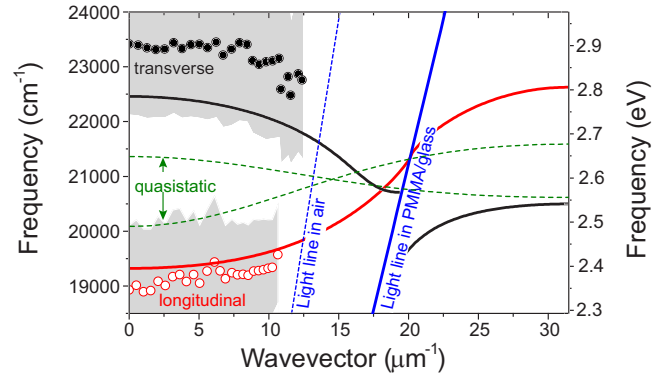 24000
23000
22000
21000
20000
19000
Frequency (cm⁻¹)
transverse
quasistatic
longitudinal
Light line in air
Light line in PMMA/glass
2.9
2.8
2.7
2.6
2.5
2.4
2.3
Frequency (eV)
0 5 10 15 20 25 30
Wavevector (μm⁻¹)